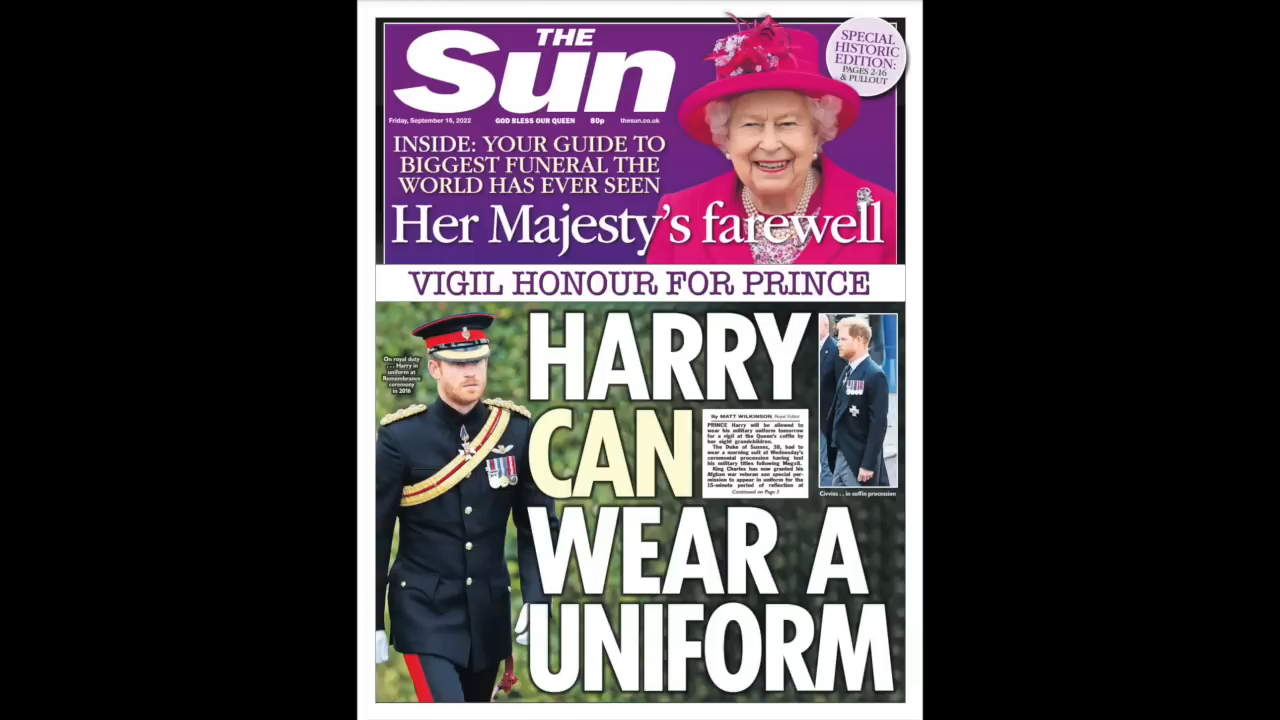 THE
Sun
SPECIAL
HISTORIC
EDITION:
PAGES 2-16
& PULLOUT
Friday, September 16, 2022 GOD BLESS OUR QUEEN 80p thesun.co.uk
INSIDE: YOUR GUIDE TO
BIGGEST FUNERAL THE
WORLD HAS EVER SEEN
Her Majesty's farewell
VIGIL HONOUR FOR PRINCE
On royal duty
. . . Harry in
uniform at
Remembrance
ceremony
in 2016
HARRY
CAN
WEAR A
UNIFORM
By MATT WILKINSON, Royal Editor
PRINCE Harry will be allowed to
wear his military uniform tomorrow
for a vigil at the Queen's coffin by
her eight grandchildren.
The Duke of Sussex, 38, had to
wear a morning suit at Wednesday's
ceremonial procession having lost
his military titles following Megxit.
King Charles has now granted his
Afghan war veteran son special per-
mission to appear in uniform for the
15-minute period of reflection at
Continued on Page 2
Civvies . . in coffin procession